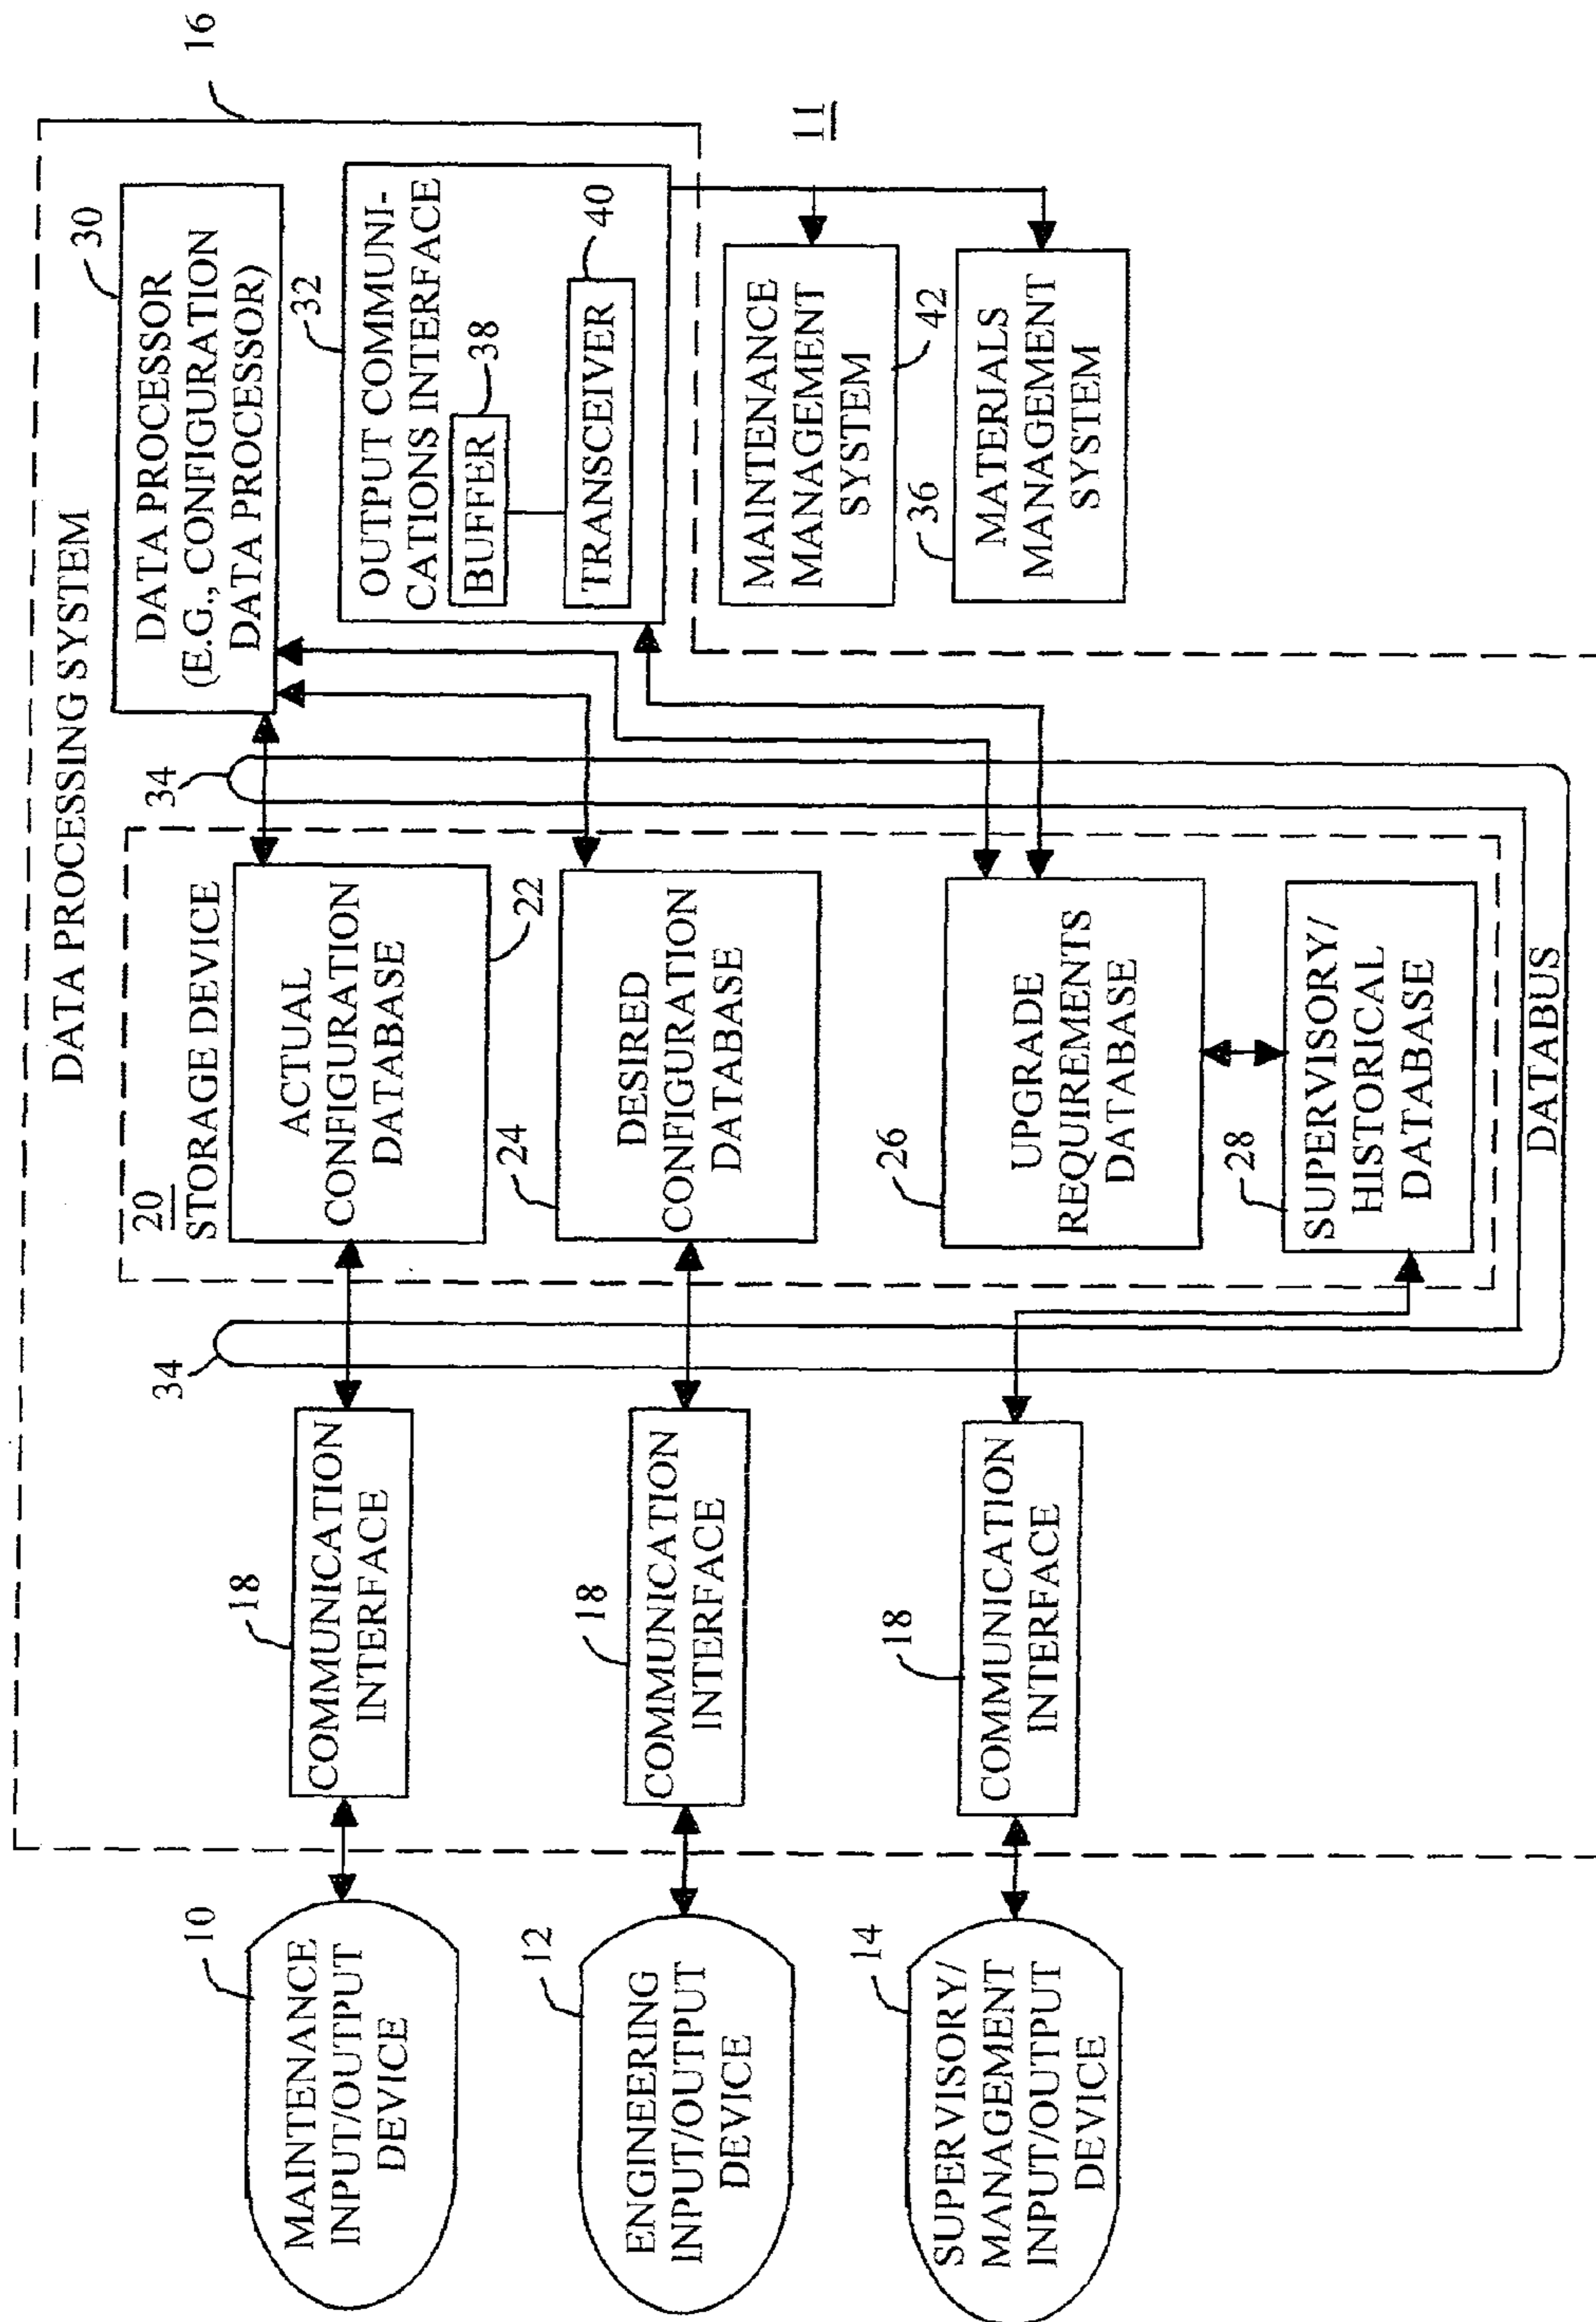 DATA PROCESSING SYSTEM
16
10
MAINTENANCE
INPUT/OUTPUT
DEVICE
18
COMMUNICATION
INTERFACE
34
20
STORAGE DEVICE
ACTUAL
CONFIGURATION
DATABASE
22
34
30
DATA PROCESSOR
(E.G., CONFIGURATION
DATA PROCESSOR)
12
ENGINEERING
INPUT/OUTPUT
DEVICE
18
COMMUNICATION
INTERFACE
24
DESIRED
CONFIGURATION
DATABASE
32
OUTPUT COMMUNI-
CATIONS INTERFACE
BUFFER
38
TRANSCEIVER
40
14
SUPERVISORY/
MANAGEMENT
INPUT/OUTPUT
DEVICE
18
COMMUNICATION
INTERFACE
26
UPGRADE
REQUIREMENTS
DATABASE
28
SUPERVISORY/
HISTORICAL
DATABASE
DATABUS
11
MAINTENANCE
MANAGEMENT
SYSTEM
42
36
MATERIALS
MANAGEMENT
SYSTEM